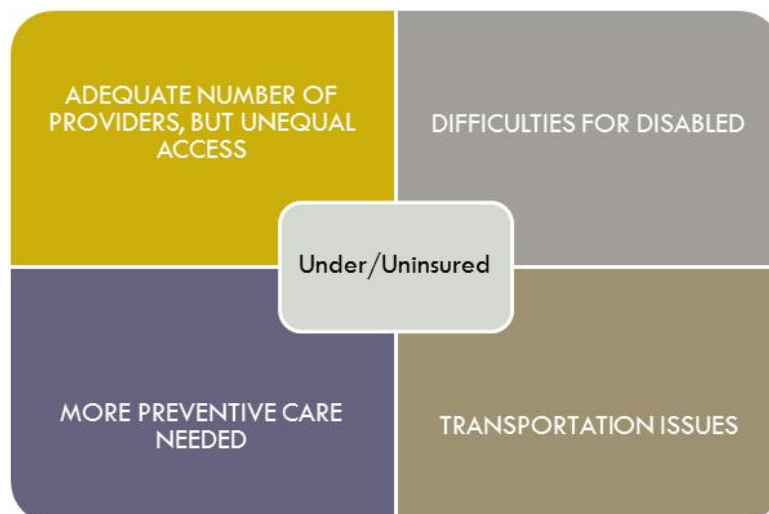 ADEQUATE NUMBER OF
PROVIDERS, BUT UNEQUAL
ACCESS
DIFFICULTIES FOR DISABLED
Under/Uninsured
MORE PREVENTIVE CARE
NEEDED
TRANSPORTATION ISSUES